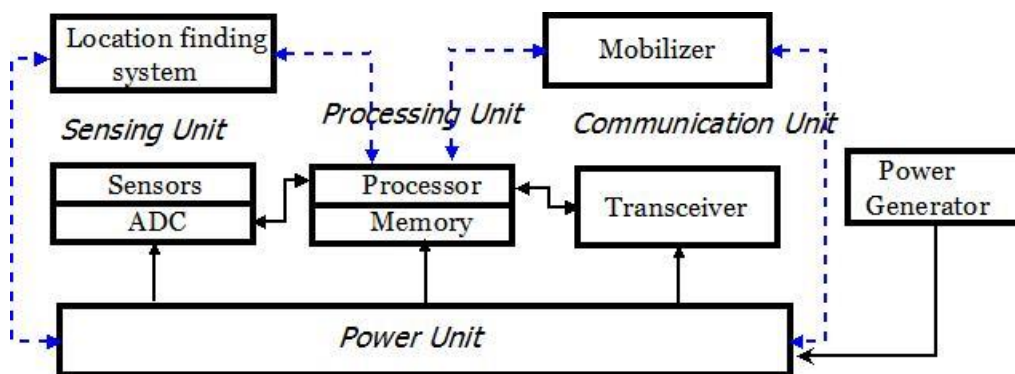 Location finding
system
Mobilizer
Sensing Unit
Processing Unit
Communication Unit
Sensors
ADC
Processor
Memory
Transceiver
Power
Generator
Power Unit